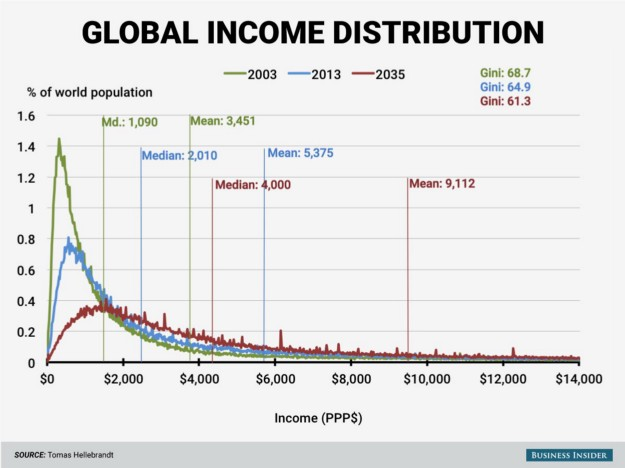 GLOBAL INCOME DISTRIBUTION
2003 2013 2035
Gini: 68.7
Gini: 64.9
Gini: 61.3
% of world population
1.6
Md.: 1,090
Mean: 3,451
1.4
Median: 2,010
Mean: 5,375
1.2
Median: 4,000
Mean: 9,112
1
0.8
0.6
0.4
0.2
0
$0 $2,000 $4,000 $6,000 $8,000 $10,000 $12,000 $14,000
Income (PPP$)
SOURCE: Tomas Hellebrandt
BUSINESS INSIDER